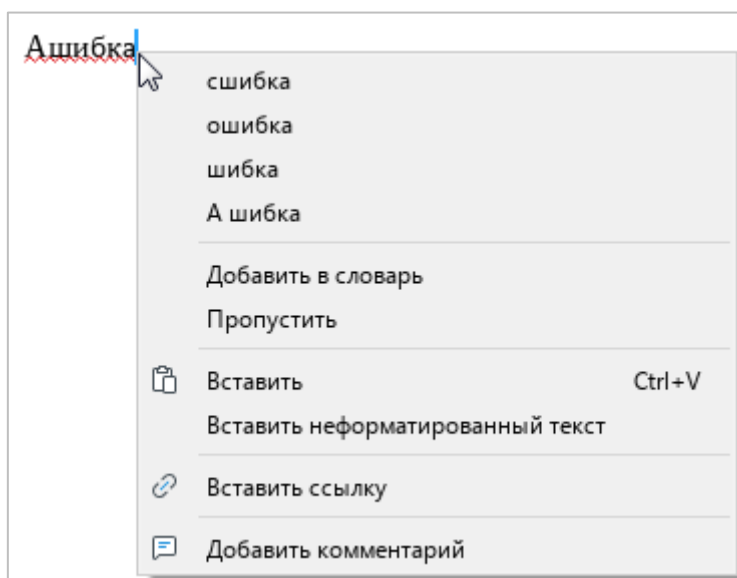 Ашибка
сшибка
ошибка
шибка
А шибка
Добавить в словарь
Пропустить
Вставить Ctrl+V
Вставить неформатированный текст
Вставить ссылку
Добавить комментарий